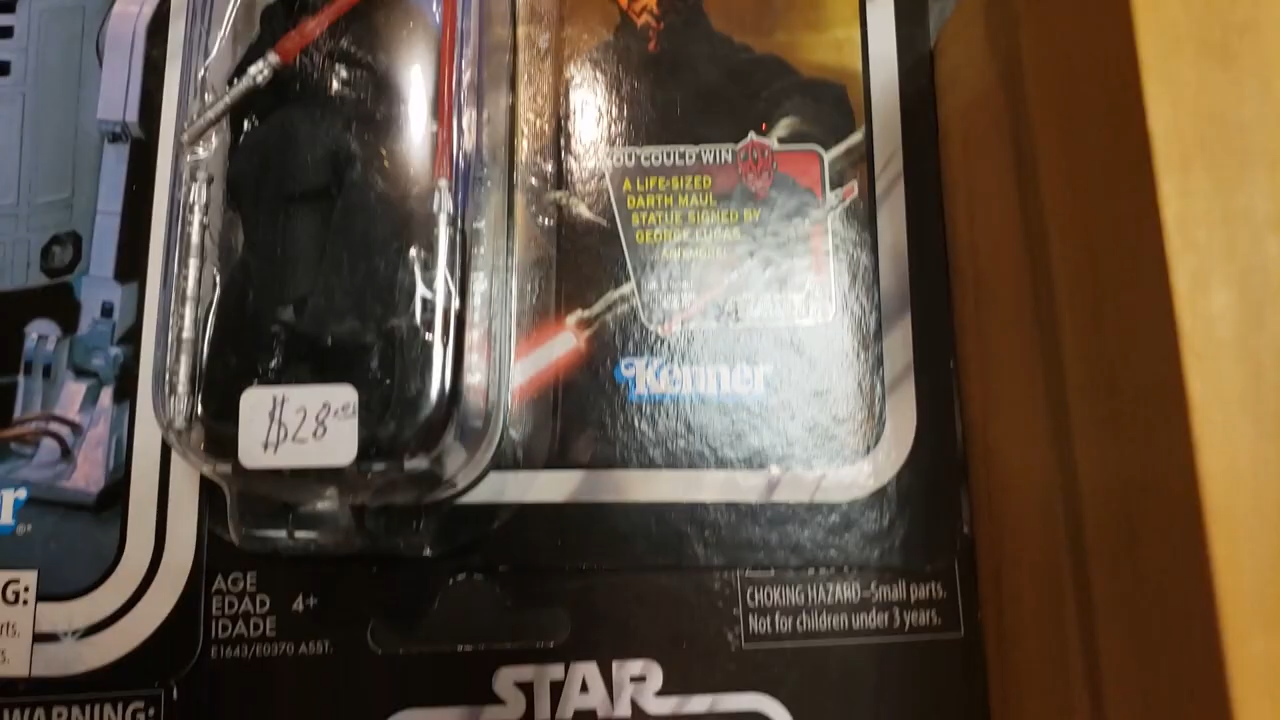 YOU COULD WIN
A LIFE-SIZED
DARTH MAUL
STATUE SIGNED BY
GEORGE LUCAS
Kenner
$28
r
G:
rts.
s.
AGE
EDAD 4+
IDADE
E1643/E0370 ASST.
CHOKING HAZARD–Small parts.
Not for children under 3 years.
STAR
WARNING: